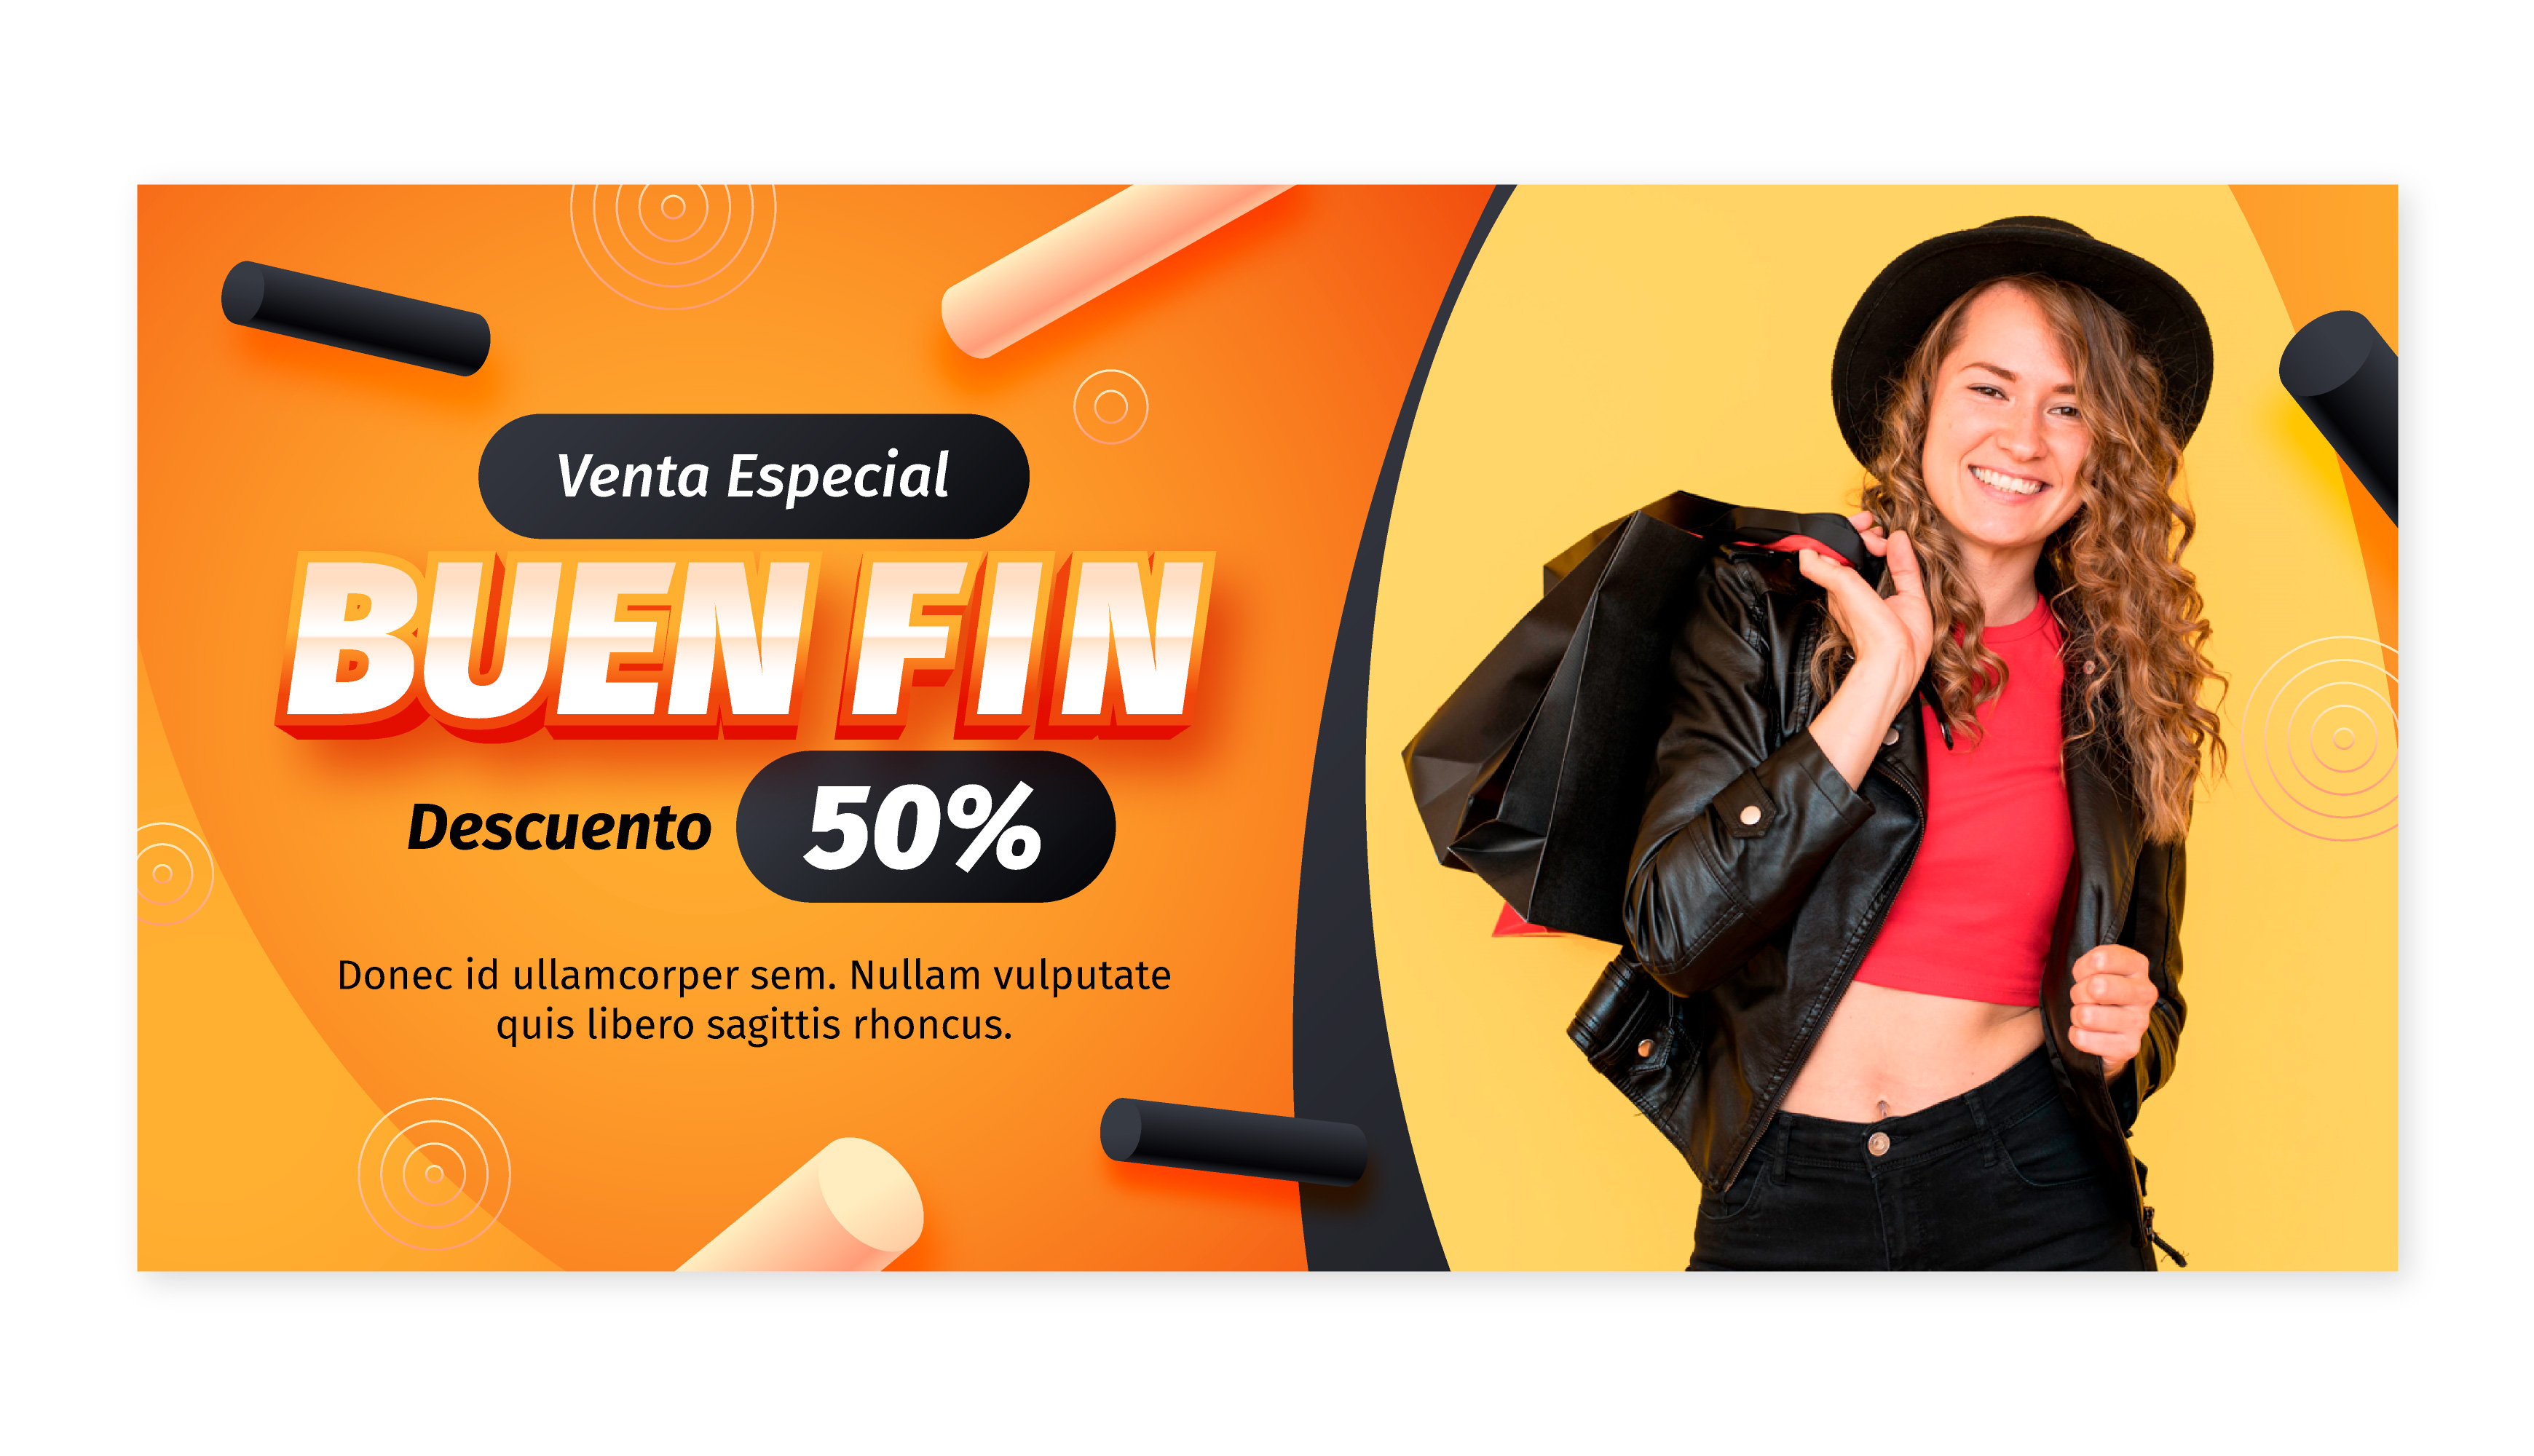 Venta Especial
BUEN FIN
Descuento 50%
Donec id ullamcorper sem. Nullam vulputate
quis libero sagittis rhoncus.